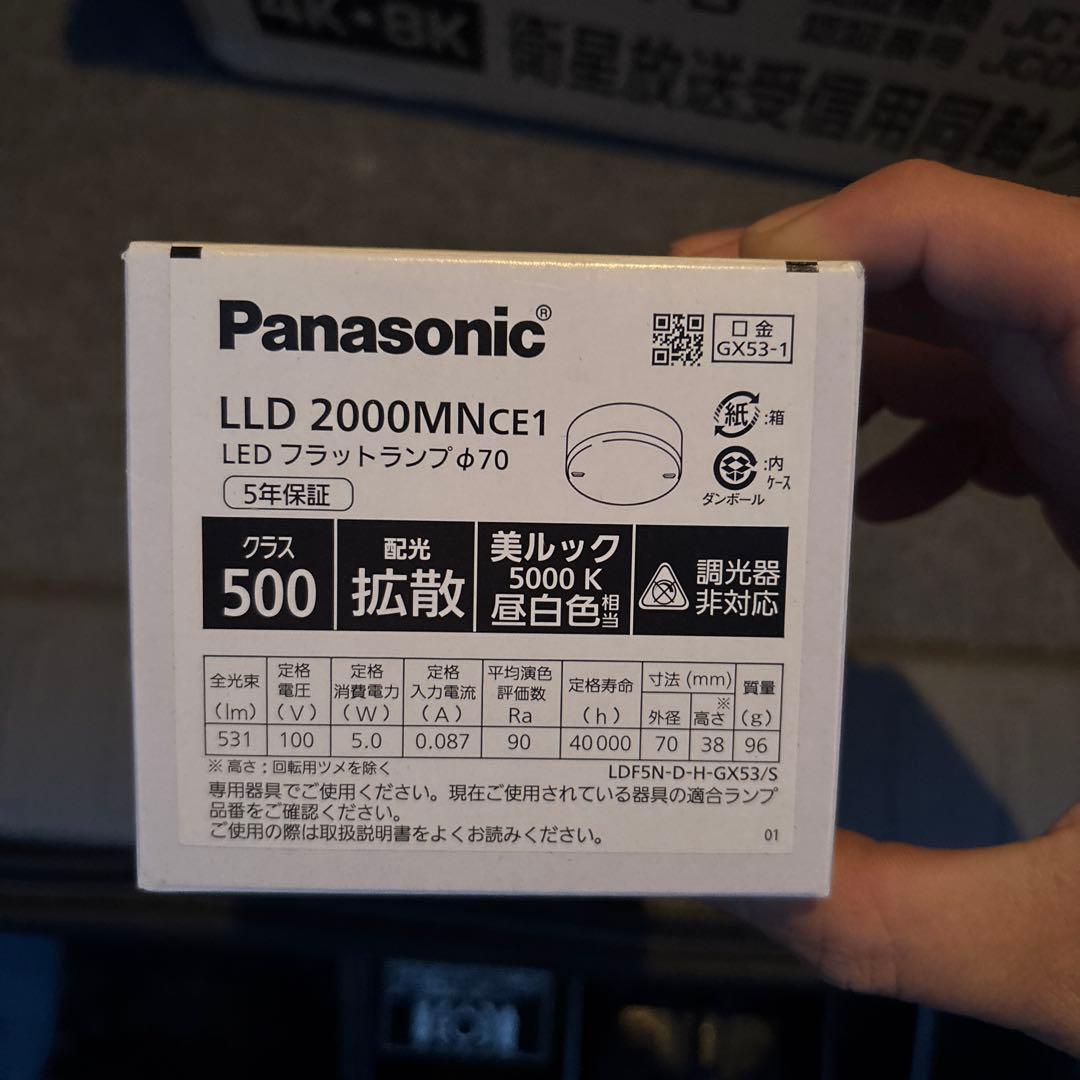 4K・8K
衛星放送受信用同軸
認証番号
Panasonic®
口金
GX53-1
LLD 2000MNCE1
LED フラットランプφ70
5年保証
紙 :箱
:内ケース
ダンボール
クラス
500
配光
拡散
美ルック
5000 K
昼白色相当
調光器
非対応
全光束(lm) 定格電圧(V) 定格消費電力(W) 定格入力電流(A) 平均演色評価数Ra 定格寿命(h) 寸法(mm) 外径 ※高さ 質量(g)
531 100 5.0 0.087 90 40000 70 38 96
※ 高さ:回転用ツメを除く
LDF5N-D-H-GX53/S
専用器具でご使用ください。現在ご使用されている器具の適合ランプ
品番をご確認ください。
ご使用の際は取扱説明書をよくお読みください。
01